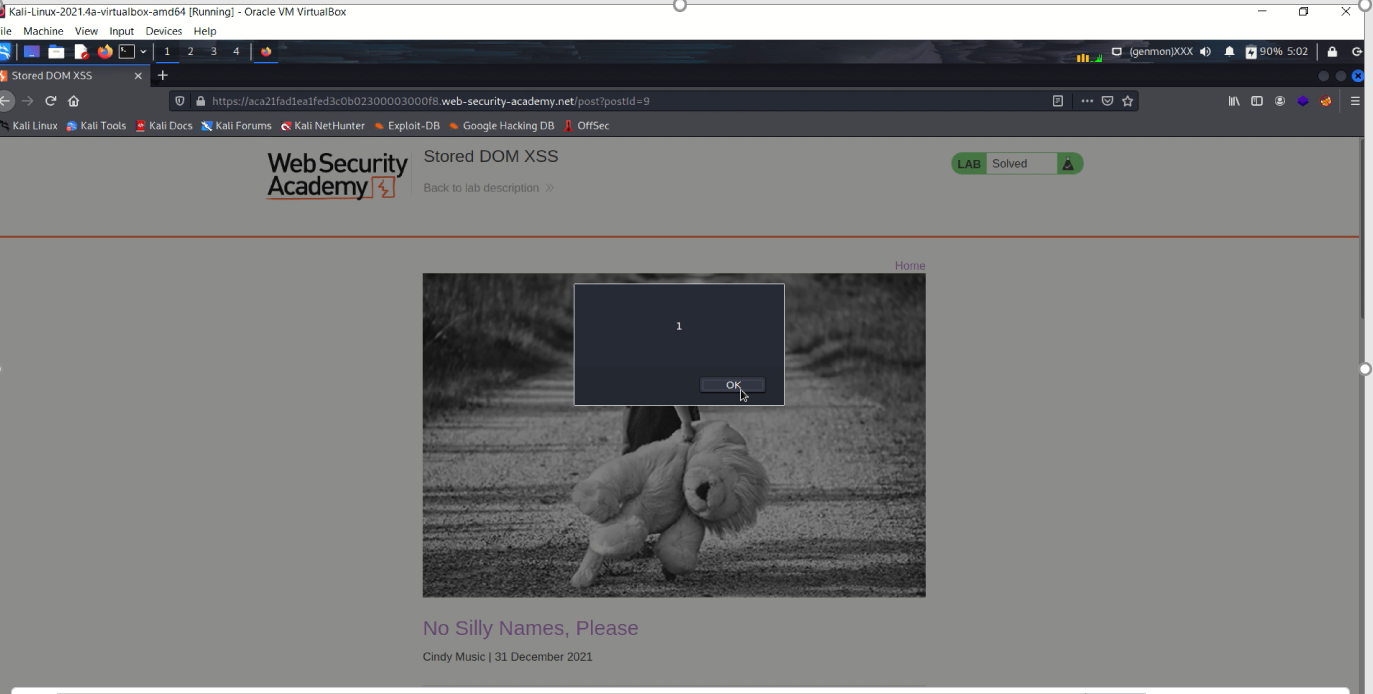 Kali-Linux-2021.4a-virtualbox-amd64 [Running] - Oracle VM VirtualBox
ile Machine View Input Devices Help
1 2 3 4 (genmon)XXX 90% 5:02
Stored DOM XSS
https://aca21fad1ea1fed3c0b02300003000f8.web-security-academy.net/post?postId=9
Kali Linux Kali Tools Kali Docs Kali Forums Kali NetHunter Exploit-DB Google Hacking DB OffSec
Web Security
Academy
Stored DOM XSS
Back to lab description
LAB Solved
Home
1
OK
No Silly Names, Please
Cindy Music | 31 December 2021